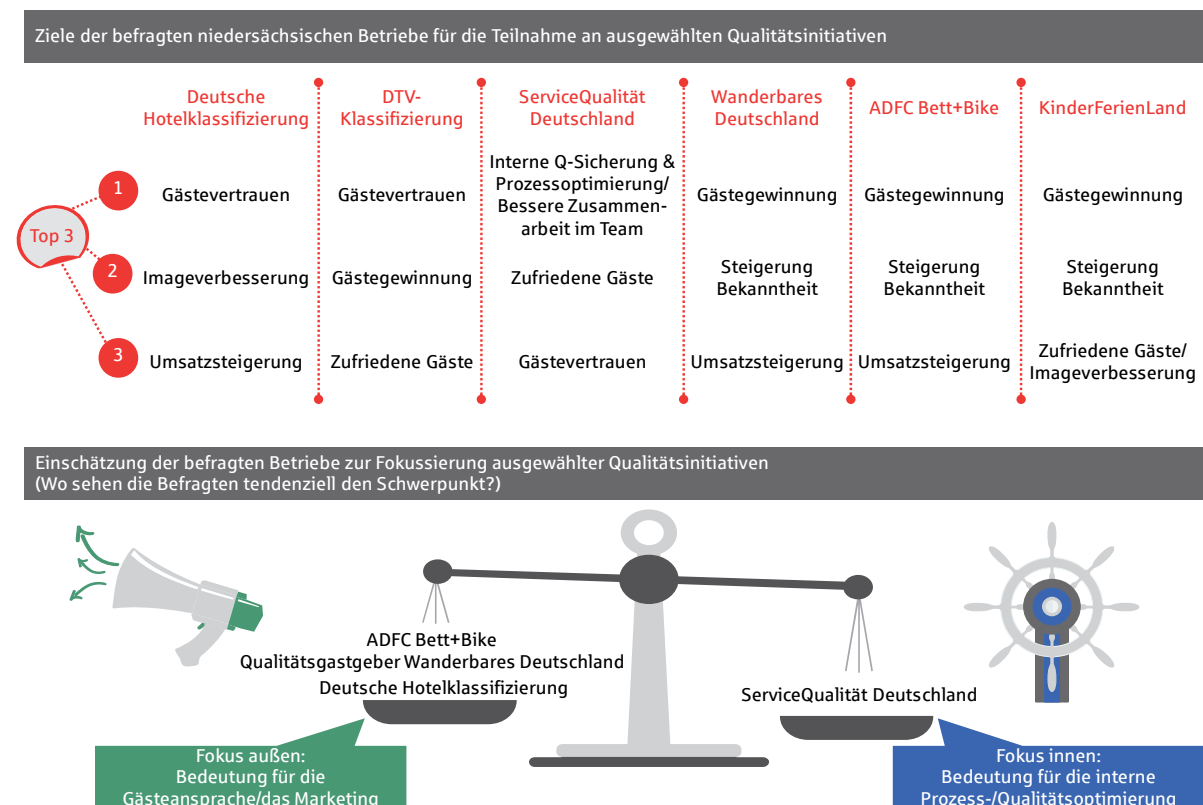 Ziele der befragten niedersächsischen Betriebe für die Teilnahme an ausgewählten Qualitätsinitiativen
Deutsche
Hotelklassifizierung
DTV-
Klassifizierung
ServiceQualität
Deutschland
Wanderbares
Deutschland
ADFC Bett+Bike
KinderFerienLand
Top 3
1
Gästevertrauen
Gästevertrauen
Interne Q-Sicherung &
Prozessoptimierung/
Bessere Zusammen-
arbeit im Team
Gästegewinnung
Gästegewinnung
Gästegewinnung
2
Imageverbesserung
Gästegewinnung
Zufriedene Gäste
Steigerung
Bekanntheit
Steigerung
Bekanntheit
Steigerung
Bekanntheit
3
Umsatzsteigerung
Zufriedene Gäste
Gästevertrauen
Umsatzsteigerung
Umsatzsteigerung
Zufriedene Gäste/
Imageverbesserung
Einschätzung der befragten Betriebe zur Fokussierung ausgewählter Qualitätsinitiativen
(Wo sehen die Befragten tendenziell den Schwerpunkt?)
ADFC Bett+Bike
Qualitätsgastgeber Wanderbares Deutschland
Deutsche Hotelklassifizierung
ServiceQualität Deutschland
Fokus außen:
Bedeutung für die
Gästeansprache/das Marketing
Fokus innen:
Bedeutung für die interne
Prozess-/Qualitätsoptimierung